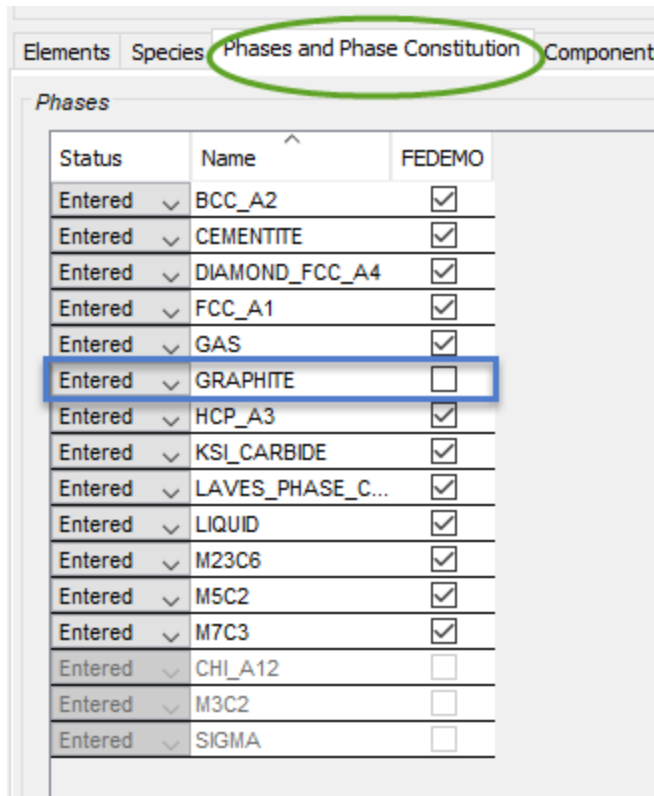 Elements Species Phases and Phase Constitution Component
Phases
Status Name FEDEMO
Entered BCC_A2
Entered CEMENTITE
Entered DIAMOND_FCC_A4
Entered FCC_A1
Entered GAS
Entered GRAPHITE
Entered HCP_A3
Entered KSI_CARBIDE
Entered LAVES_PHASE_C...
Entered LIQUID
Entered M23C6
Entered M5C2
Entered M7C3
Entered CHI_A12
Entered M3C2
Entered SIGMA